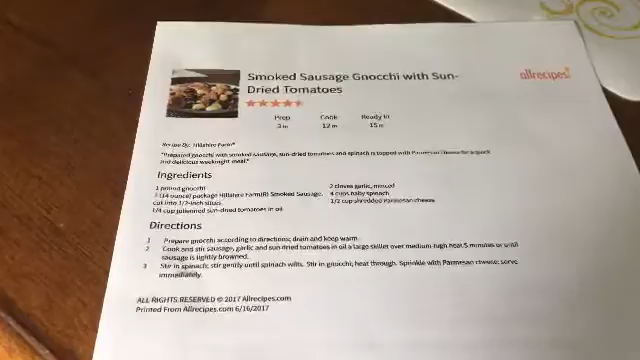 allrecipes!
Smoked Sausage Gnocchi with Sun-
Dried Tomatoes
Prep
3 m
Cook
12 m
Ready In
15 m
Recipe By: Hillshire Farm®
"Prepared gnocchi with smoked sausage, sun-dried tomatoes and spinach is topped with Parmesan cheese for a quick
and delicious weeknight meal."
Ingredients
1 pound gnocchi
1 (14 ounce) package Hillshire Farm(R) Smoked Sausage,
cut into 1/2-inch slices
1/4 cup julienned sun-dried tomatoes in oil
2 cloves garlic, minced
4 cups baby spinach
1/2 cup shredded Parmesan cheese
Directions
1 Prepare gnocchi according to directions; drain and keep warm.
2 Cook and stir sausage, garlic and sun dried tomatoes in oil a large skillet over medium-high heat 5 minutes or until
sausage is lightly browned.
3 Stir in spinach; stir gently until spinach wilts. Stir in gnocchi; heat through. Sprinkle with Parmesan cheese; serve
immediately.
ALL RIGHTS RESERVED © 2017 Allrecipes.com
Printed From Allrecipes.com 6/16/2017